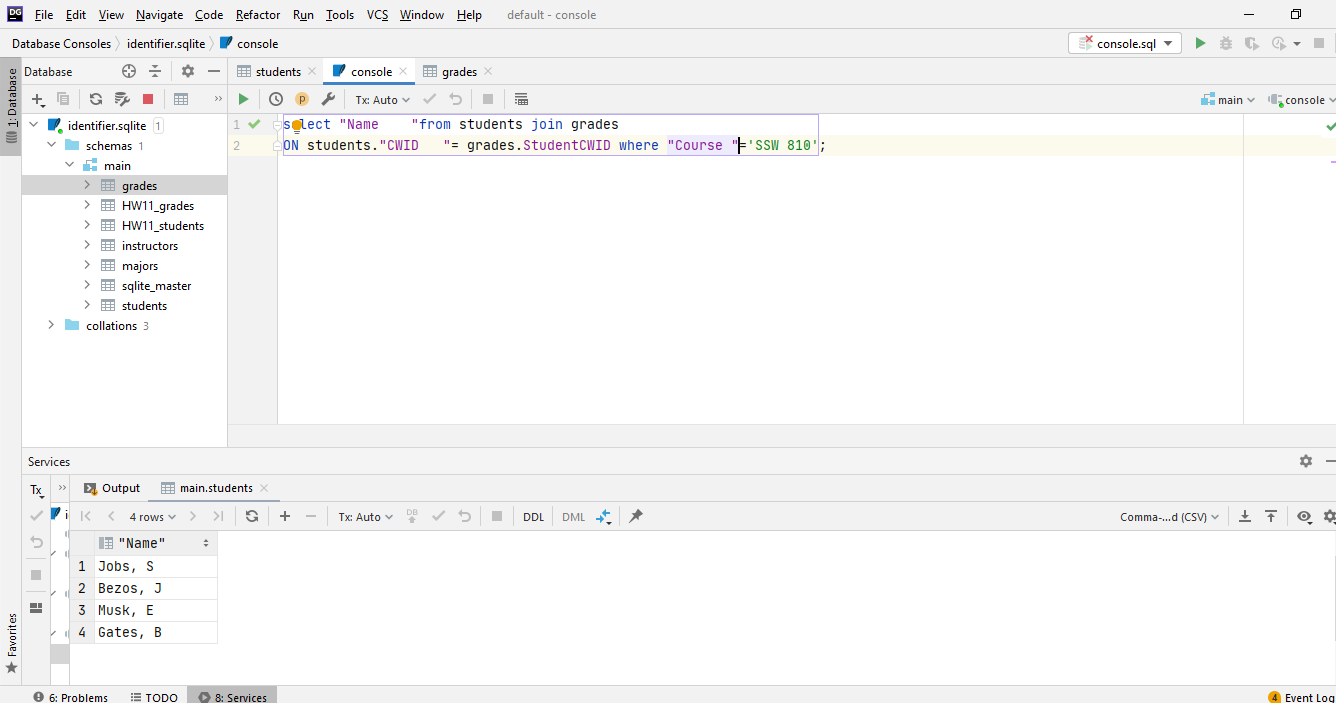 DG File Edit View Navigate Code Refactor Run Tools VCS Window Help default - console
Database Consoles identifier.sqlite console console.sql
1: Database
Database students console grades
Tx: Auto main console
identifier.sqlite 1
schemas 1
main
grades
HW11_grades
HW11_students
instructors
majors
sqlite_master
students
collations 3
1 select "Name    "from students join grades
2 ON students."CWID   "= grades.StudentCWID where "Course "='SSW 810';
Services
Tx Output main.students
4 rows Tx: Auto DB DDL DML Comma-...d (CSV)
"Name"
1 Jobs, S
2 Bezos, J
3 Musk, E
4 Gates, B
Favorites
6: Problems TODO 8: Services 4 Event Log